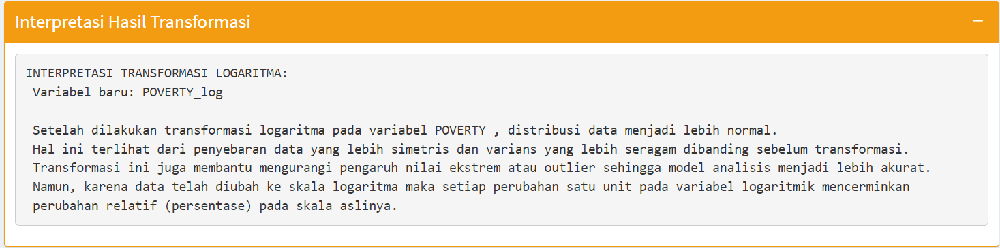 Interpretasi Hasil Transformasi
INTERPRETASI TRANSFORMASI LOGARITMA:
Variabel baru: POVERTY_log
Setelah dilakukan transformasi logaritma pada variabel POVERTY , distribusi data menjadi lebih normal.
Hal ini terlihat dari penyebaran data yang lebih simetris dan varians yang lebih seragam dibanding sebelum transformasi.
Transformasi ini juga membantu mengurangi pengaruh nilai ekstrem atau outlier sehingga model analisis menjadi lebih akurat.
Namun, karena data telah diubah ke skala logaritma maka setiap perubahan satu unit pada variabel logaritmik mencerminkan
perubahan relatif (persentase) pada skala aslinya.